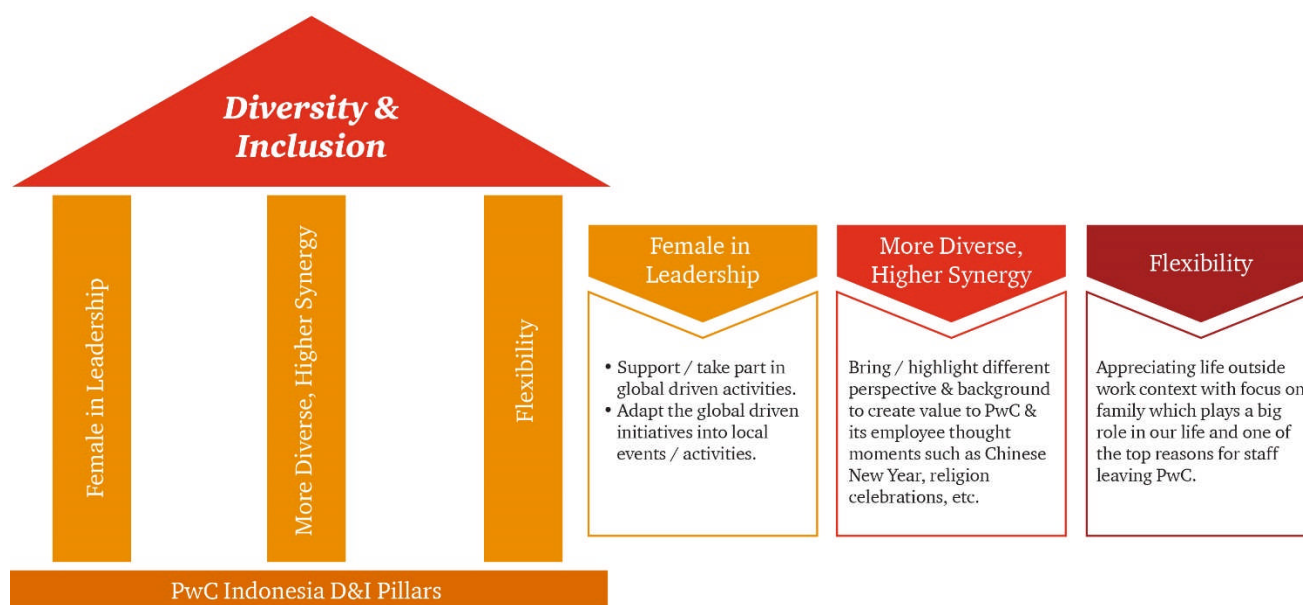 Diversity &
Inclusion
Female in Leadership
More Diverse, Higher Synergy
Flexibility
PwC Indonesia D&I Pillars
Female in
Leadership
• Support / take part in
global driven activities.
• Adapt the global driven
initiatives into local
events / activities.
More Diverse,
Higher Synergy
Bring / highlight different
perspective & background
to create value to PwC &
its employee thought
moments such as Chinese
New Year, religion
celebrations, etc.
Flexibility
Appreciating life outside
work context with focus on
family which plays a big
role in our life and one of
the top reasons for staff
leaving PwC.